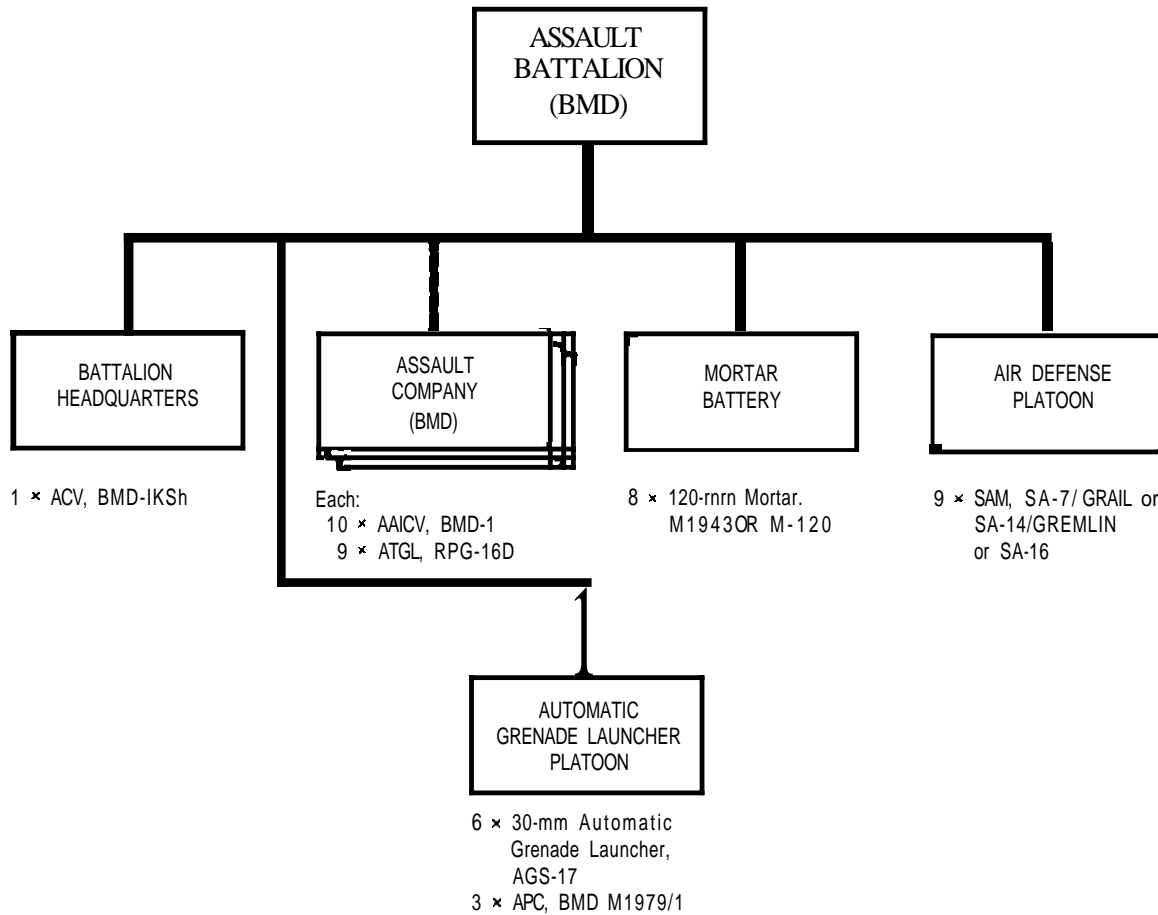 ASSAULT
BATTALION
(BMD)
BATTALION
HEADQUARTERS
1 × ACV, BMD-IKSh
ASSAULT
COMPANY
(BMD)
Each:
10 × AAICV, BMD-1
9 × ATGL, RPG-16D
MORTAR
BATTERY
8 × 120-rnrn Mortar.
M1943OR M-120
AIR DEFENSE
PLATOON
9 × SAM, SA-7/ GRAIL or
SA-14/GREMLIN
or SA-16
AUTOMATIC
GRENADE LAUNCHER
PLATOON
6 × 30-mm Automatic
Grenade Launcher,
AGS-17
3 × APC, BMD M1979/1